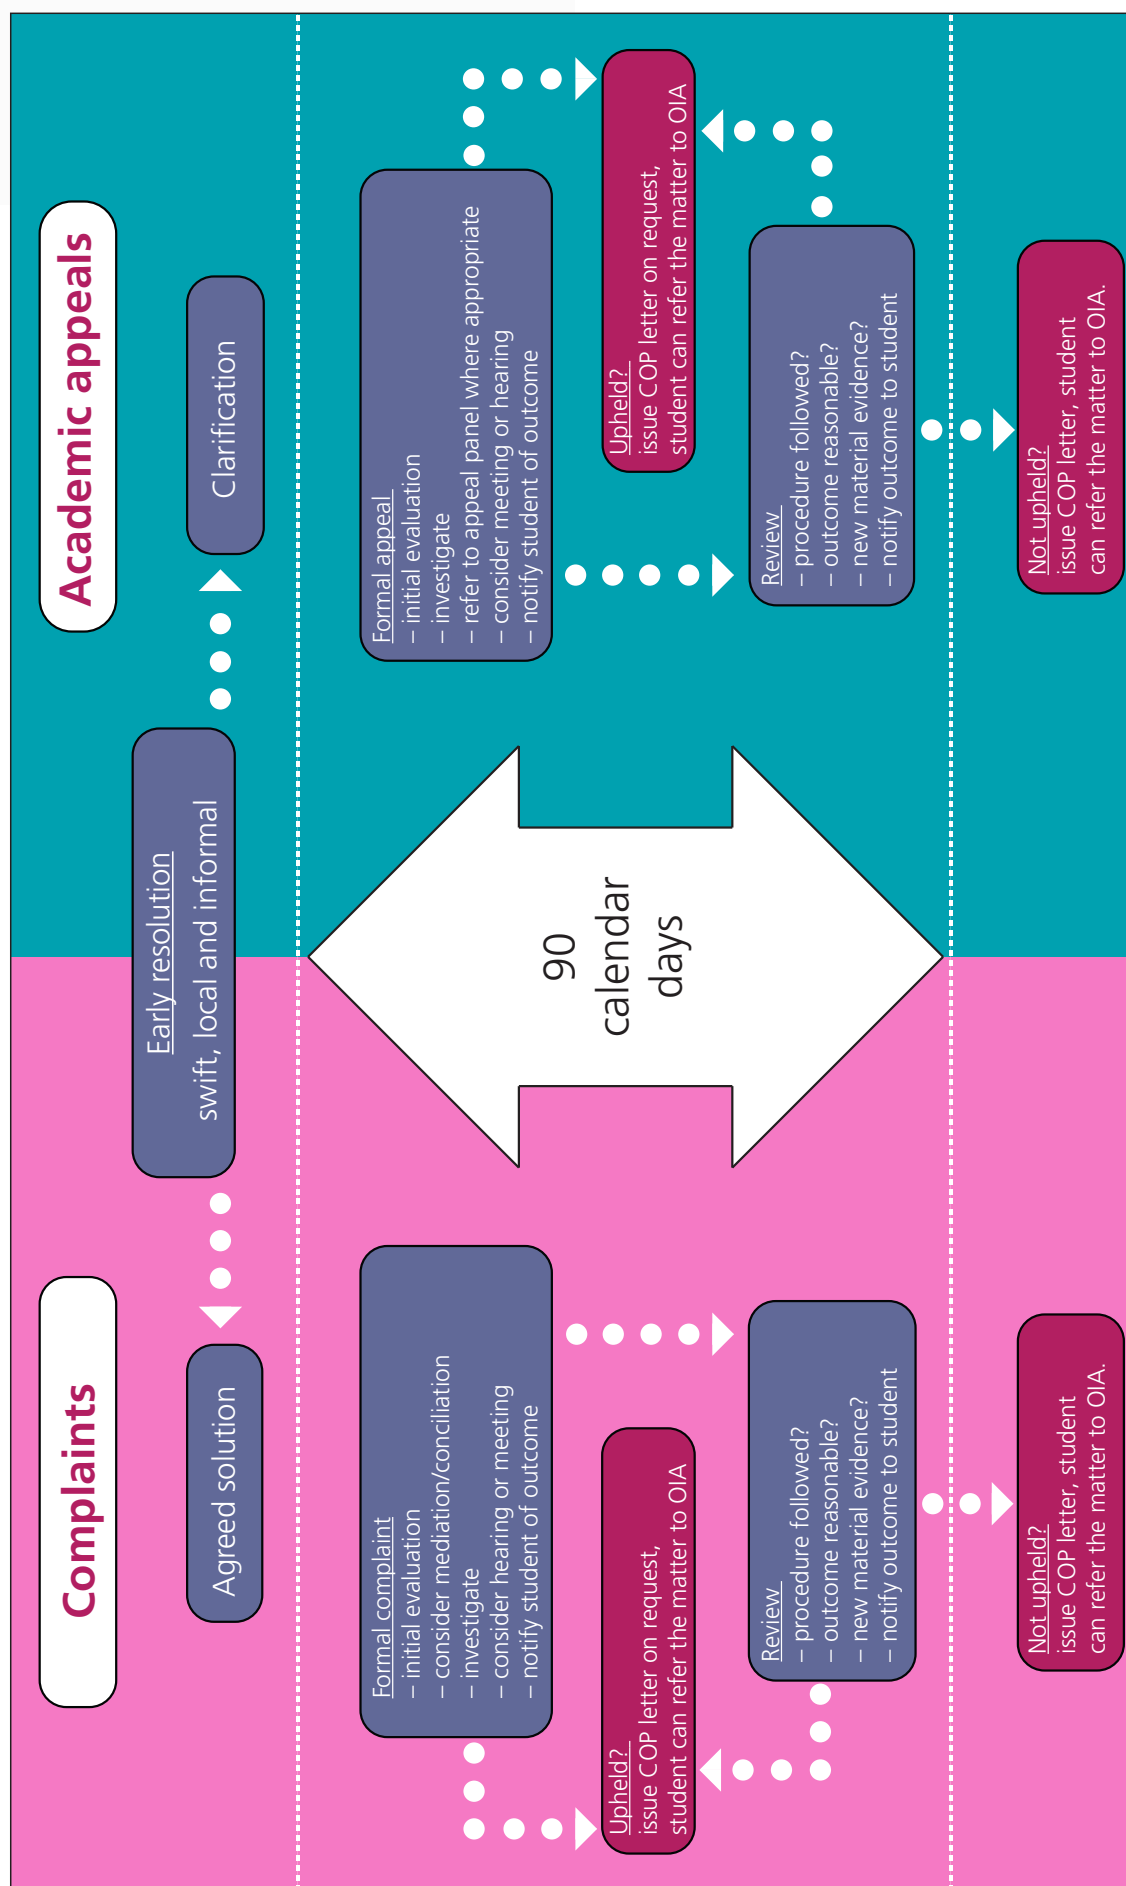 Complaints
Academic appeals
Early resolution
swift, local and informal
Agreed solution
Clarification
Formal complaint
– initial evaluation
– consider mediation/conciliation
– investigate
– consider hearing or meeting
– notify student of outcome
Upheld?
issue COP letter on request,
student can refer the matter to OIA
Review
– procedure followed?
– outcome reasonable?
– new material evidence?
– notify outcome to student
Not upheld?
issue COP letter, student
can refer the matter to OIA.
90
calendar
days
Formal appeal
– initial evaluation
– investigate
– refer to appeal panel where appropriate
– consider meeting or hearing
– notify student of outcome
Upheld?
issue COP letter on request,
student can refer the matter to OIA
Review
– procedure followed?
– outcome reasonable?
– new material evidence?
– notify outcome to student
Not upheld?
issue COP letter, student
can refer the matter to OIA.